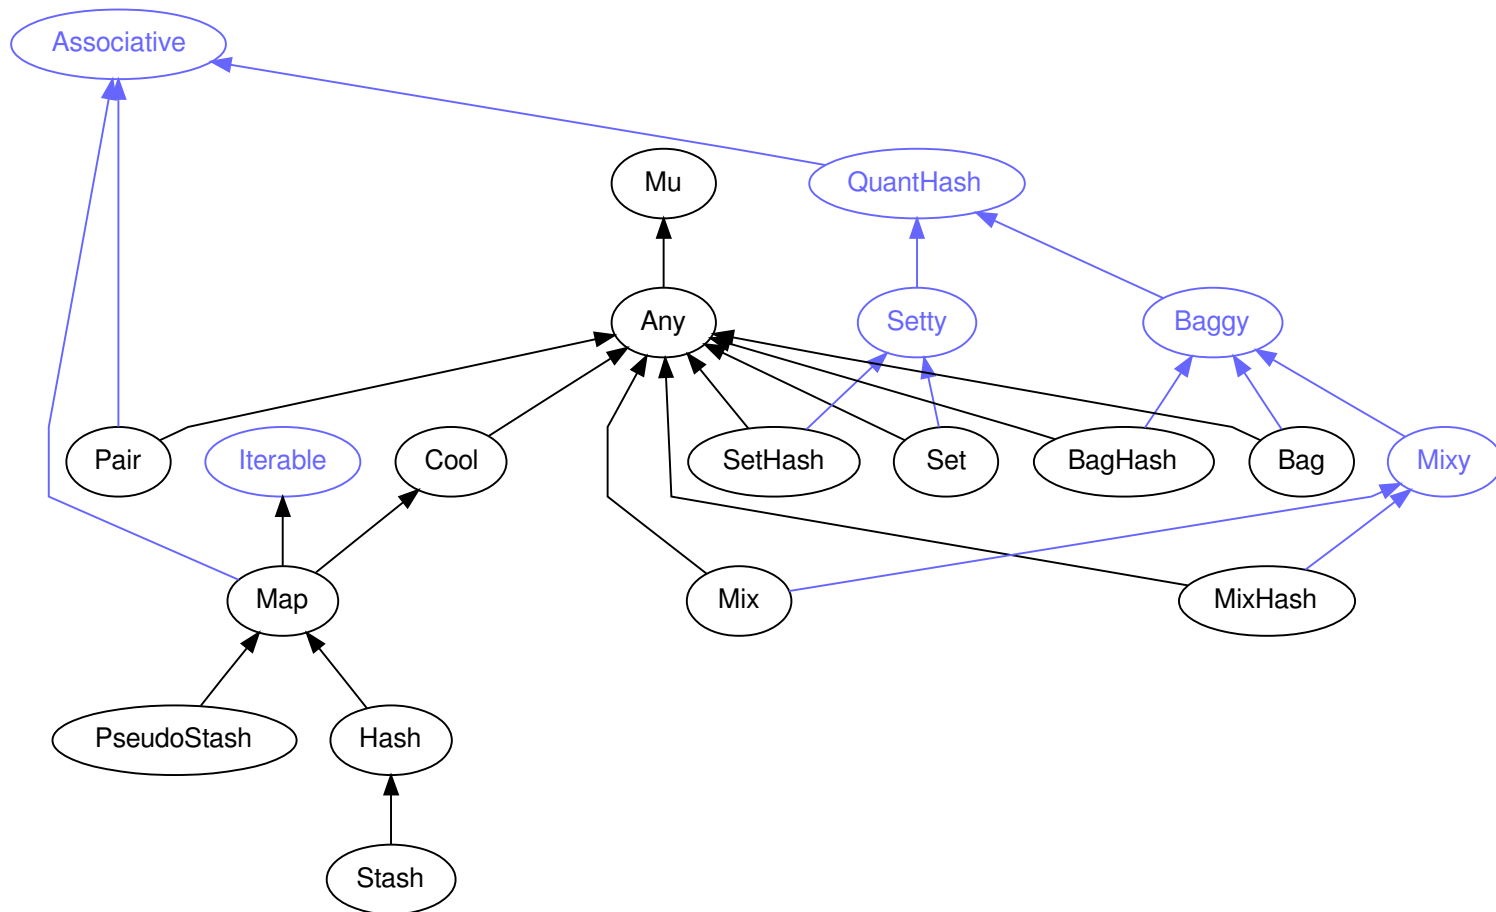 Associative
Mu
QuantHash
Any
Setty
Baggy
Pair
Iterable
Cool
SetHash
Set
BagHash
Bag
Mixy
Map
Mix
MixHash
PseudoStash
Hash
Stash